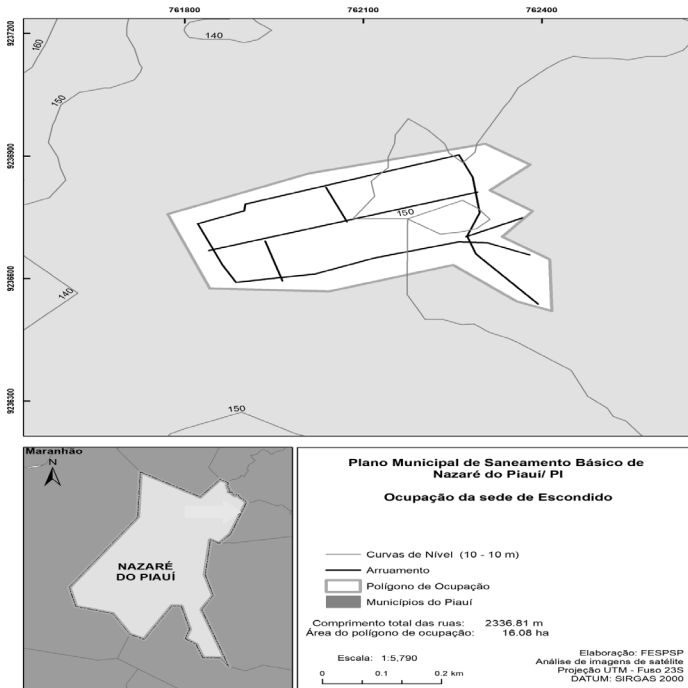 761800 762100 762400
9237200
9236900
9236600
9236300
160
150
140
150
140
150
Maranhão
N
NAZARÉ
DO PIAUÍ
Plano Municipal de Saneamento Básico de
Nazaré do Piauí/ PI
Ocupação da sede de Escondido
Curvas de Nível (10 - 10 m)
Arruamento
Polígono de Ocupação
Municípios do Piauí
Comprimento total das ruas: 2336.81 m
Área do polígono de ocupação: 16.08 ha
Escala: 1:5,790
0 0.1 0.2 km
Elaboração: FESPSP
Análise de imagens de satélite
Projeção UTM - Fuso 23S
DATUM: SIRGAS 2000